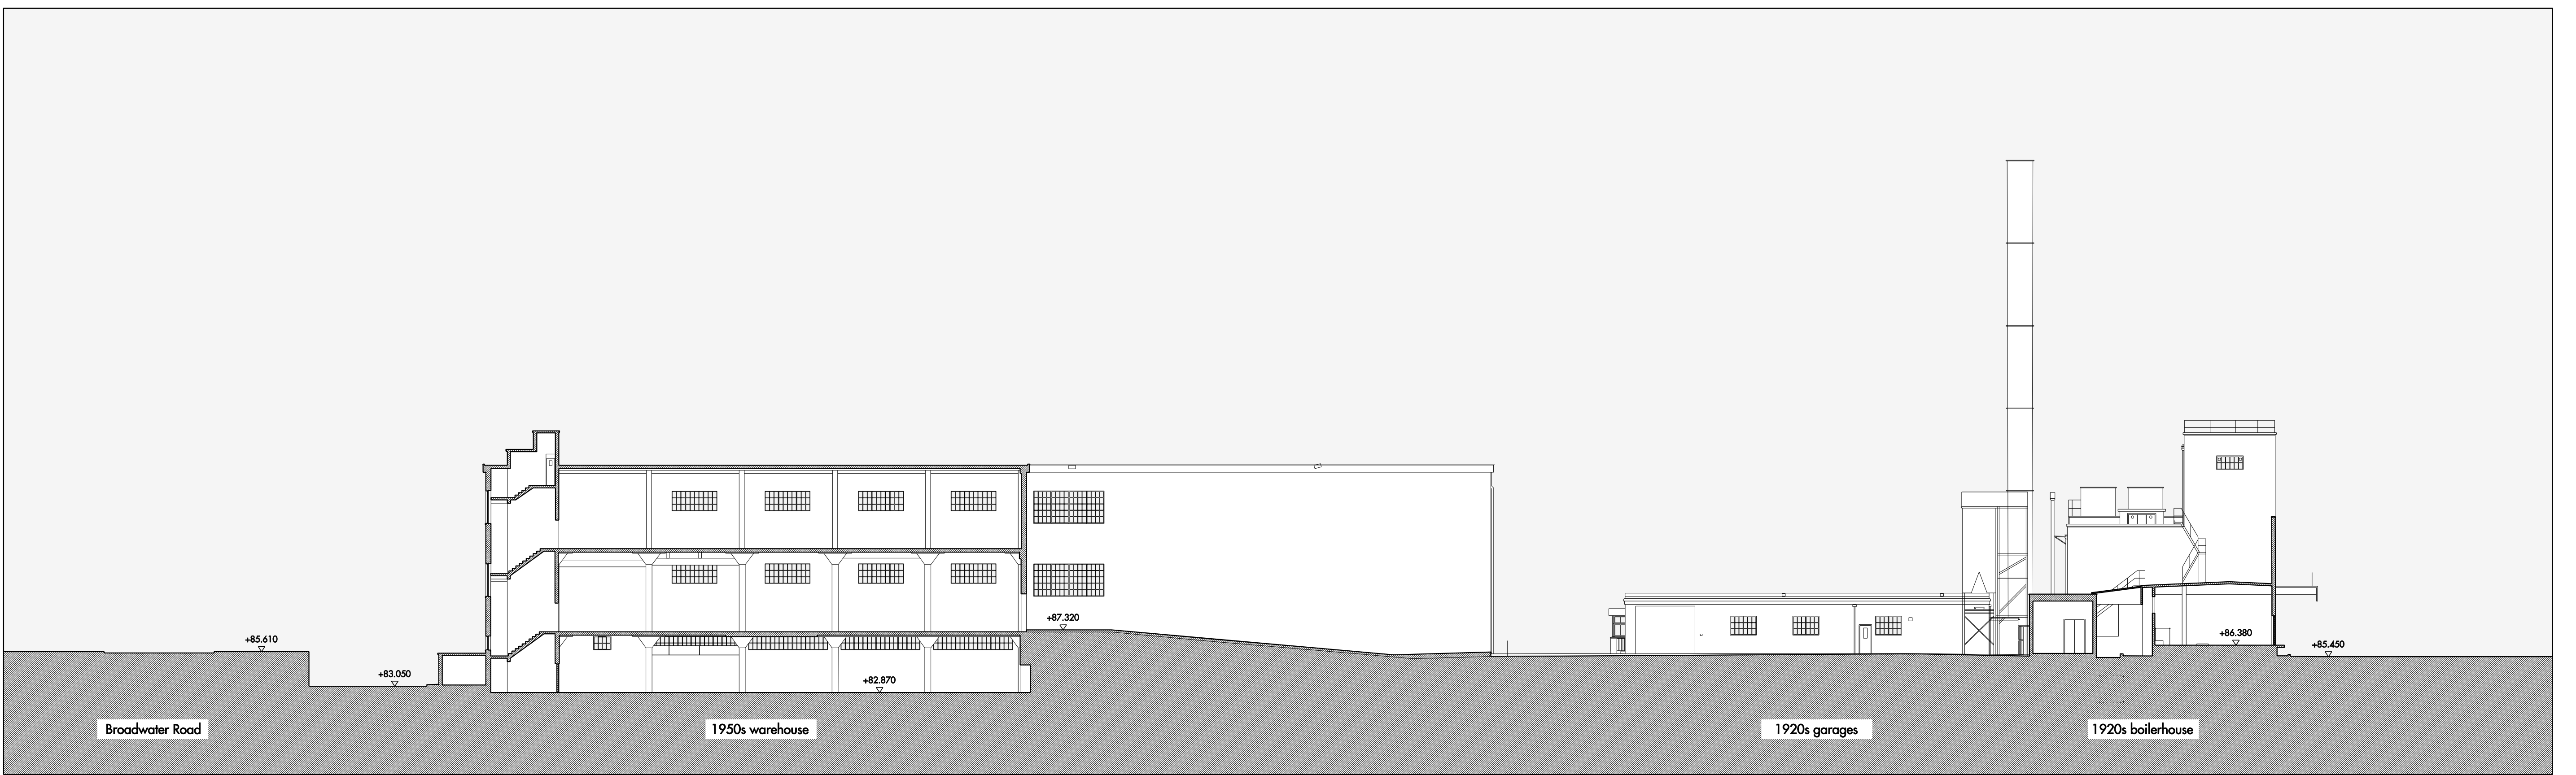 +87.320
+85.610
+86.380
+85.450
+83.050
+82.870
Broadwater Road
1950s warehouse
1920s garages
1920s boilerhouse